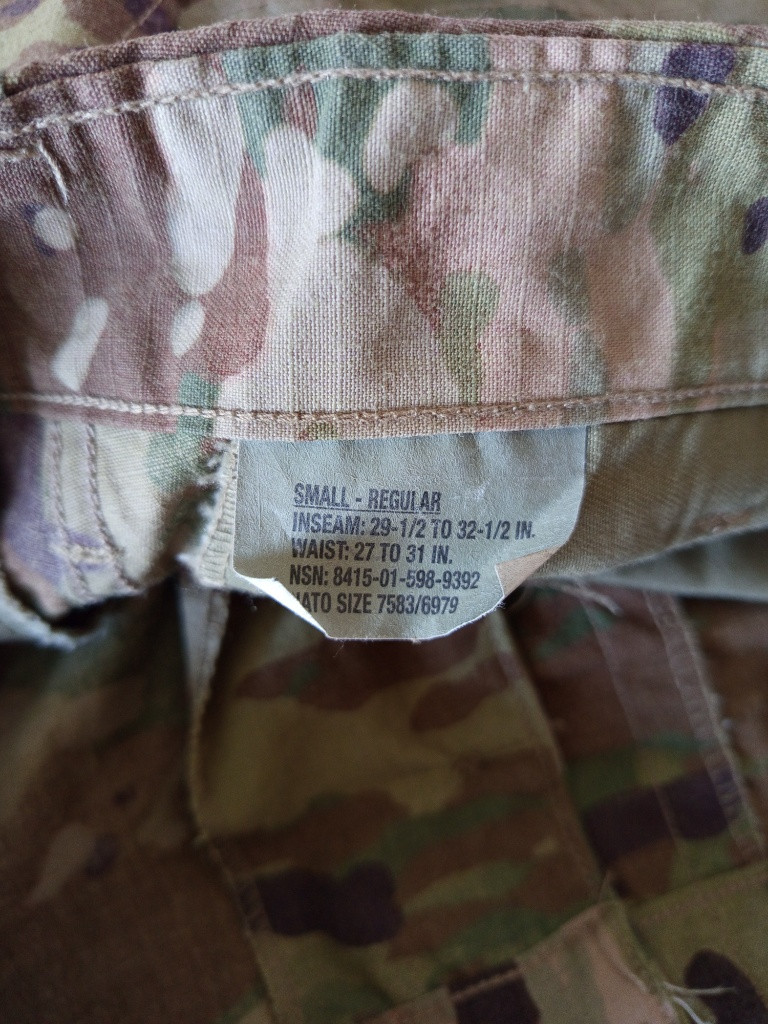 SMALL - REGULAR
INSEAM: 29-1/2 TO 32-1/2 IN.
WAIST: 27 TO 31 IN.
NSN: 8415-01-598-9392
NATO SIZE 7583/6979